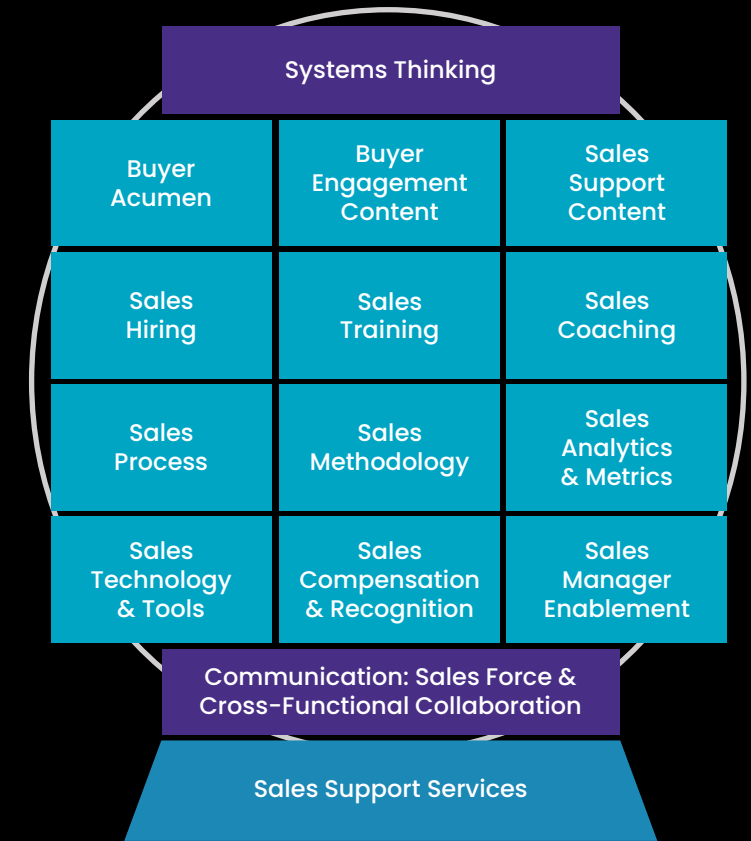 Systems Thinking
Buyer
Acumen
Buyer
Engagement
Content
Sales
Support
Content
Sales
Hiring
Sales
Training
Sales
Coaching
Sales
Process
Sales
Methodology
Sales
Analytics
& Metrics
Sales
Technology
& Tools
Sales
Compensation
& Recognition
Sales
Manager
Enablement
Communication: Sales Force &
Cross-Functional Collaboration
Sales Support Services